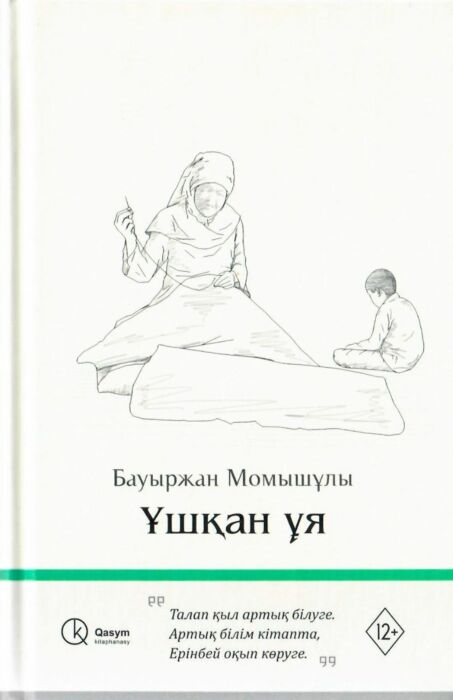 Бауыржан Момышұлы
Ұшқан ұя
Qasym
kitaphanasy
Талап қыл артық білуге.
Артық білім кітапта,
Ерінбей оқып көруге.
12+